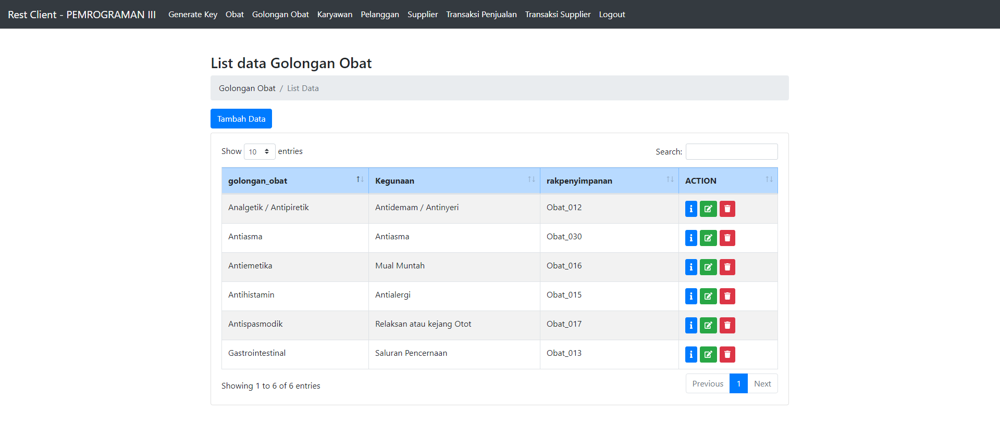 Rest Client - PEMROGRAMAN III Generate Key Obat Golongan Obat Karyawan Pelanggan Supplier Transaksi Penjualan Transaksi Supplier Logout
List data Golongan Obat
Golongan Obat / List Data
Tambah Data
Show 10 entries Search:
golongan_obat Kegunaan rakpenyimpanan ACTION
Analgetik / Antipiretik Antidemam / Antinyeri Obat_012
Antiasma Antiasma Obat_030
Antiemetika Mual Muntah Obat_016
Antihistamin Antialergi Obat_015
Antispasmodik Relaksan atau kejang Otot Obat_017
Gastrointestinal Saluran Pencernaan Obat_013
Showing 1 to 6 of 6 entries Previous 1 Next